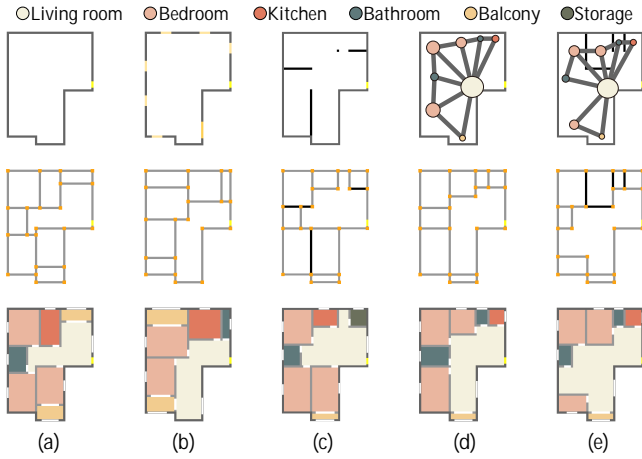 Living room Bedroom Kitchen Bathroom Balcony Storage
(a) (b) (c) (d) (e)